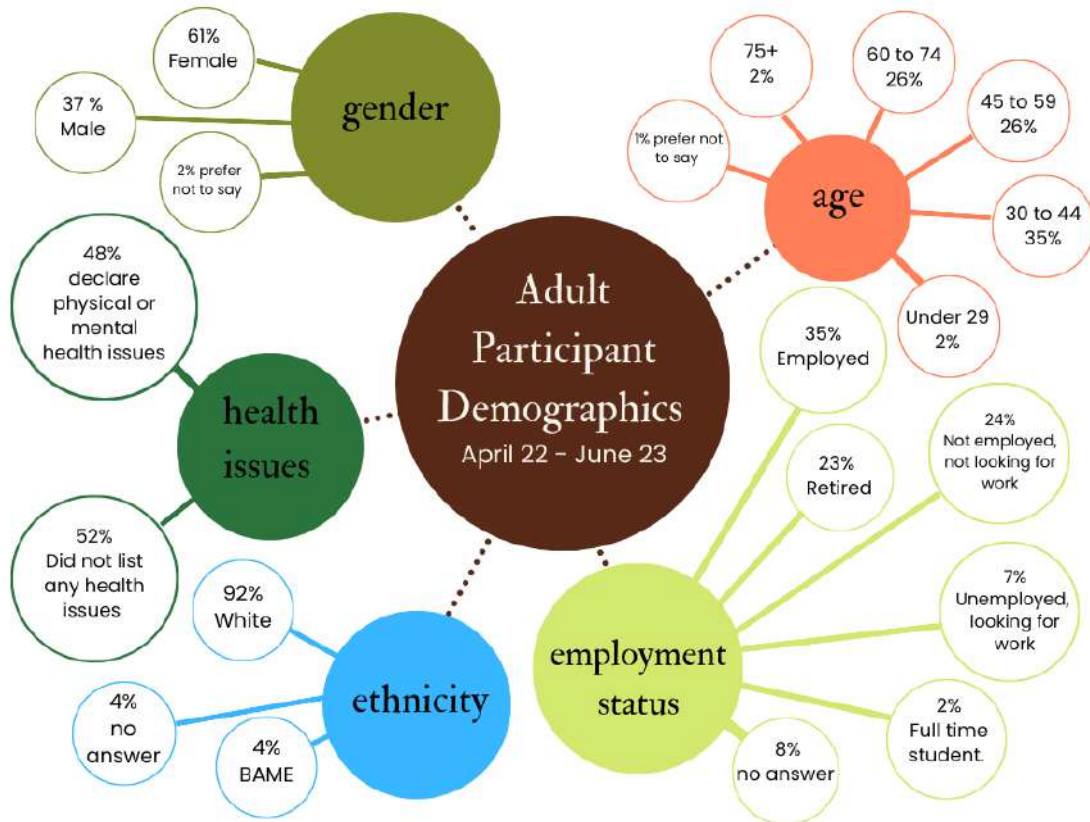 Adult
Participant
Demographics
April 22 - June 23
gender
61%
Female
37 %
Male
2% prefer
not to say
age
1% prefer not
to say
75+
2%
60 to 74
26%
45 to 59
26%
30 to 44
35%
Under 29
2%
health
issues
48%
declare
physical or
mental
health issues
52%
Did not list
any health
issues
ethnicity
92%
White
4%
no
answer
4%
BAME
employment
status
35%
Employed
23%
Retired
24%
Not employed,
not looking for
work
7%
Unemployed,
looking for
work
2%
Full time
student.
8%
no answer